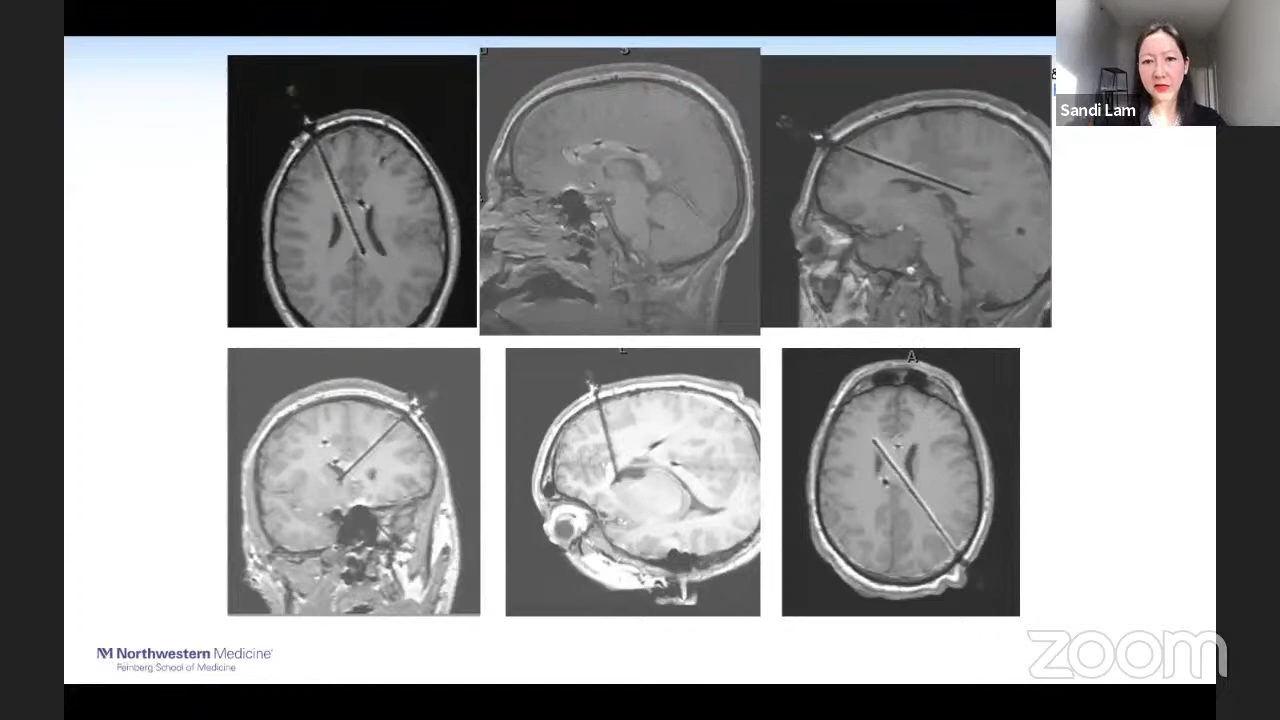 Sandi Lam
A
Northwestern Medicine
Feinberg School of Medicine
zoom